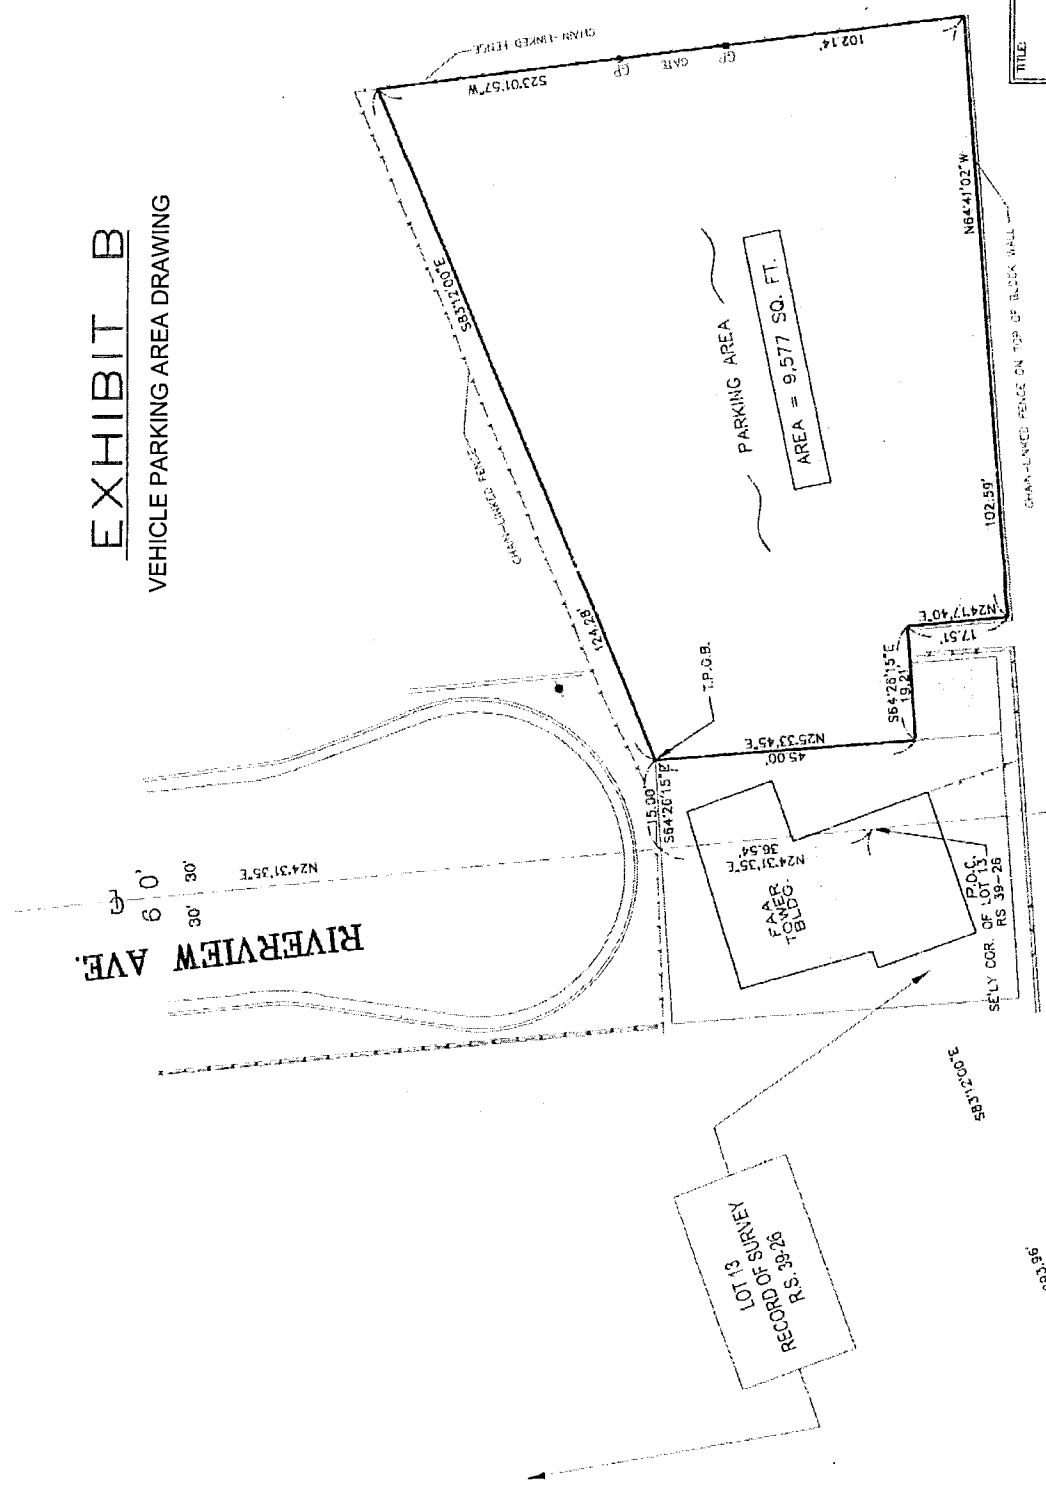 EXHIBIT B
VEHICLE PARKING AREA DRAWING
RIVERVIEW AVE.
℄
60'
30' 30'
N24°31'35"E
CHAIN-LINKED FENCE
S23°01'57"W
GP GATE GP
102.14'
S83°12'00"E
124.28'
CHAIN-LINKED FENCE
PARKING AREA
AREA = 9,577 SQ. FT.
N64°41'02"W
102.59'
CHAIN-LINKED FENCE ON TOP OF BLOCK WALL
N24°17'40"E
17.51'
S64°26'15"E
19.21'
N25°33'45"E
45.00'
T.P.O.B.
15.00'
S64°26'15"E
N24°31'35"E
36.54'
FAA
TOWER
BLDG.
P.O.C.
SE'LY COR. OF LOT 13
RS 39-26
LOT 13
RECORD OF SURVEY
R.S. 39-26
S83°12'00"E
TITLE: